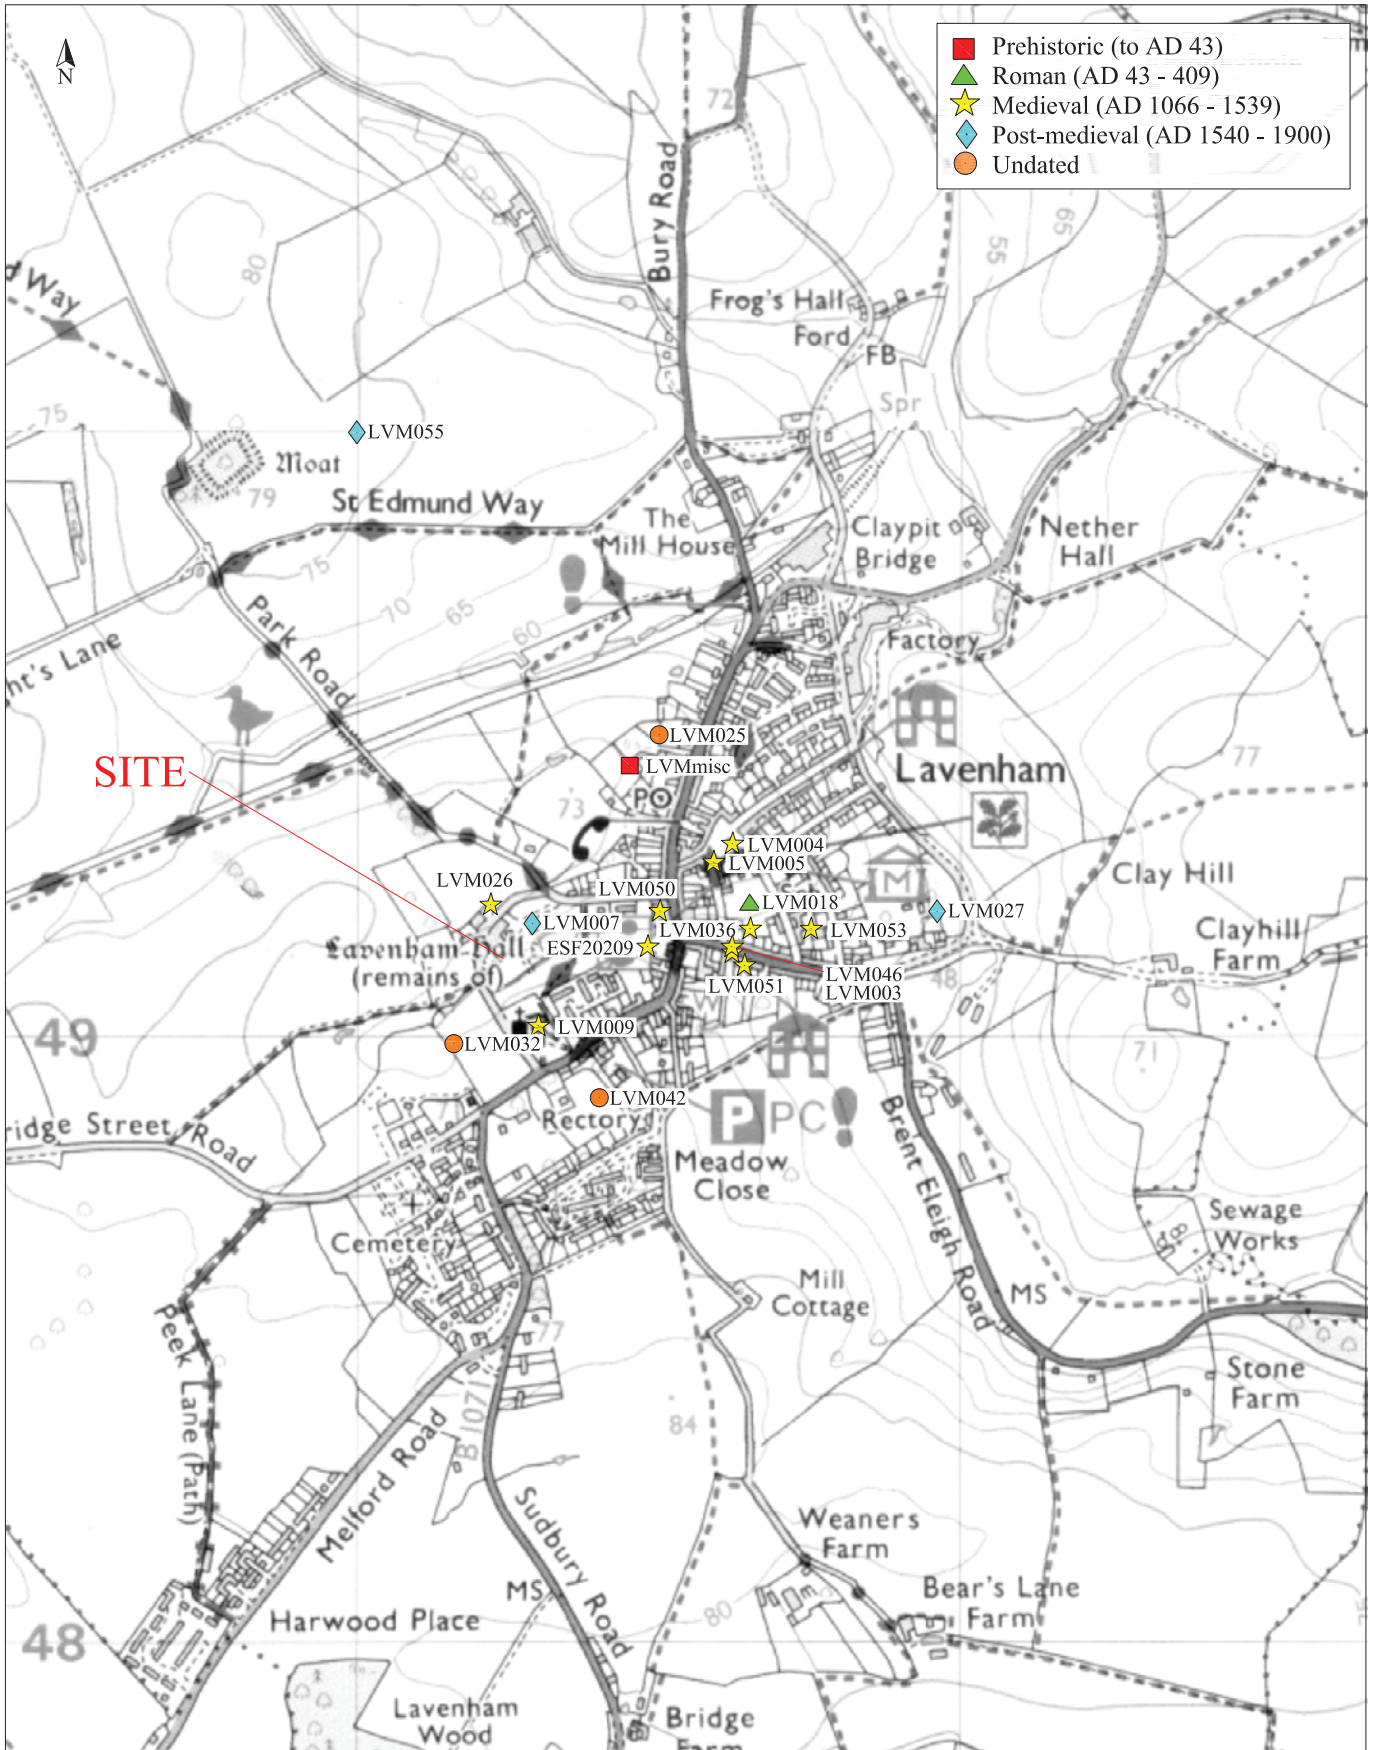 N
Prehistoric (to AD 43)
Roman (AD 43 - 409)
Medieval (AD 1066 - 1539)
Post-medieval (AD 1540 - 1900)
Undated
72
Bury Road
80
55
65
d Way
Frog's Hall
Ford
FB
Spr
75
LVM055
Moat
79
St Edmund Way
The
Mill House
Claypit
Bridge
Nether
Hall
75
70
65
60
Park Road
ht's Lane
Factory
LVM025
LVMmisc
SITE
PO
73
77
Lavenham
LVM004
LVM005
M
Clay Hill
LVM026
LVM050
LVM018
LVM027
LVM007
LVM036
LVM053
Clayhill
Farm
Lavenham Hall
(remains of)
ESF20209
LVM051
LVM046
LVM003
48
49
LVM009
LVM032
71
LVM042
Rectory
P
PC
ridge Street Road
Meadow
Close
Brent Eleigh Road
Cemetery
Sewage
Works
Mill
Cottage
MS
Peek Lane (Path)
77
Stone
Farm
B 1071
84
Melford Road
Sudbury Road
Weaners
Farm
MS
80
Bear's Lane
Farm
48
Harwood Place
Lavenham
Wood
Bridge
Farm